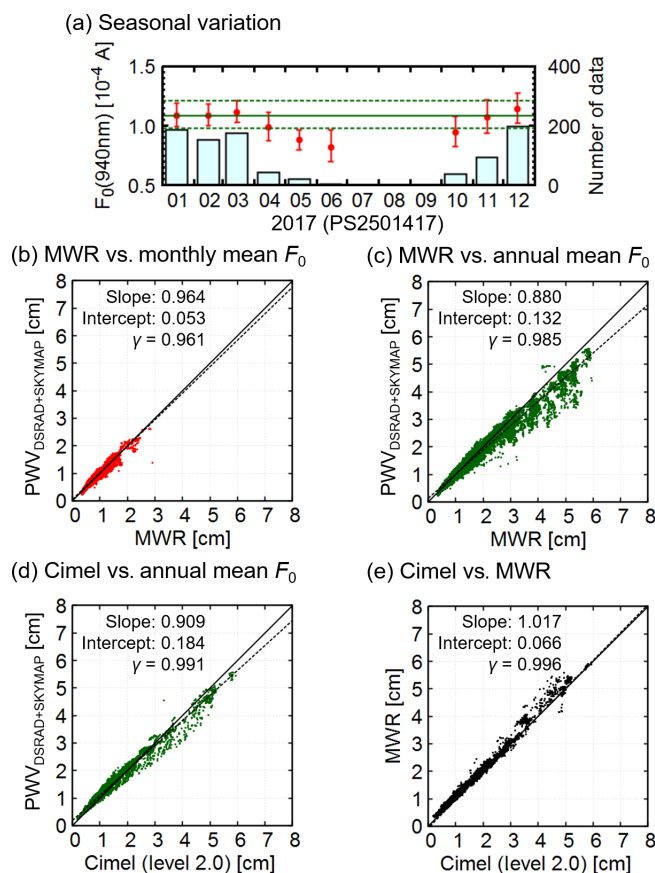 (a) Seasonal variation
F₀(940nm) [10⁻⁴ A]
1.5
1.0
0.5
400
200
0
Number of data
01 02 03 04 05 06 07 08 09 10 11 12
2017 (PS2501417)
(b) MWR vs. monthly mean F₀
PWV_DSRAD+SKYMAP [cm]
8
7
6
5
4
3
2
1
0
Slope: 0.964
Intercept: 0.053
γ = 0.961
0 1 2 3 4 5 6 7 8
MWR [cm]
(c) MWR vs. annual mean F₀
PWV_DSRAD+SKYMAP [cm]
8
7
6
5
4
3
2
1
0
Slope: 0.880
Intercept: 0.132
γ = 0.985
0 1 2 3 4 5 6 7 8
MWR [cm]
(d) Cimel vs. annual mean F₀
PWV_DSRAD+SKYMAP [cm]
8
7
6
5
4
3
2
1
0
Slope: 0.909
Intercept: 0.184
γ = 0.991
0 1 2 3 4 5 6 7 8
Cimel (level 2.0) [cm]
(e) Cimel vs. MWR
MWR [cm]
8
7
6
5
4
3
2
1
0
Slope: 1.017
Intercept: 0.066
γ = 0.996
0 1 2 3 4 5 6 7 8
Cimel (level 2.0) [cm]